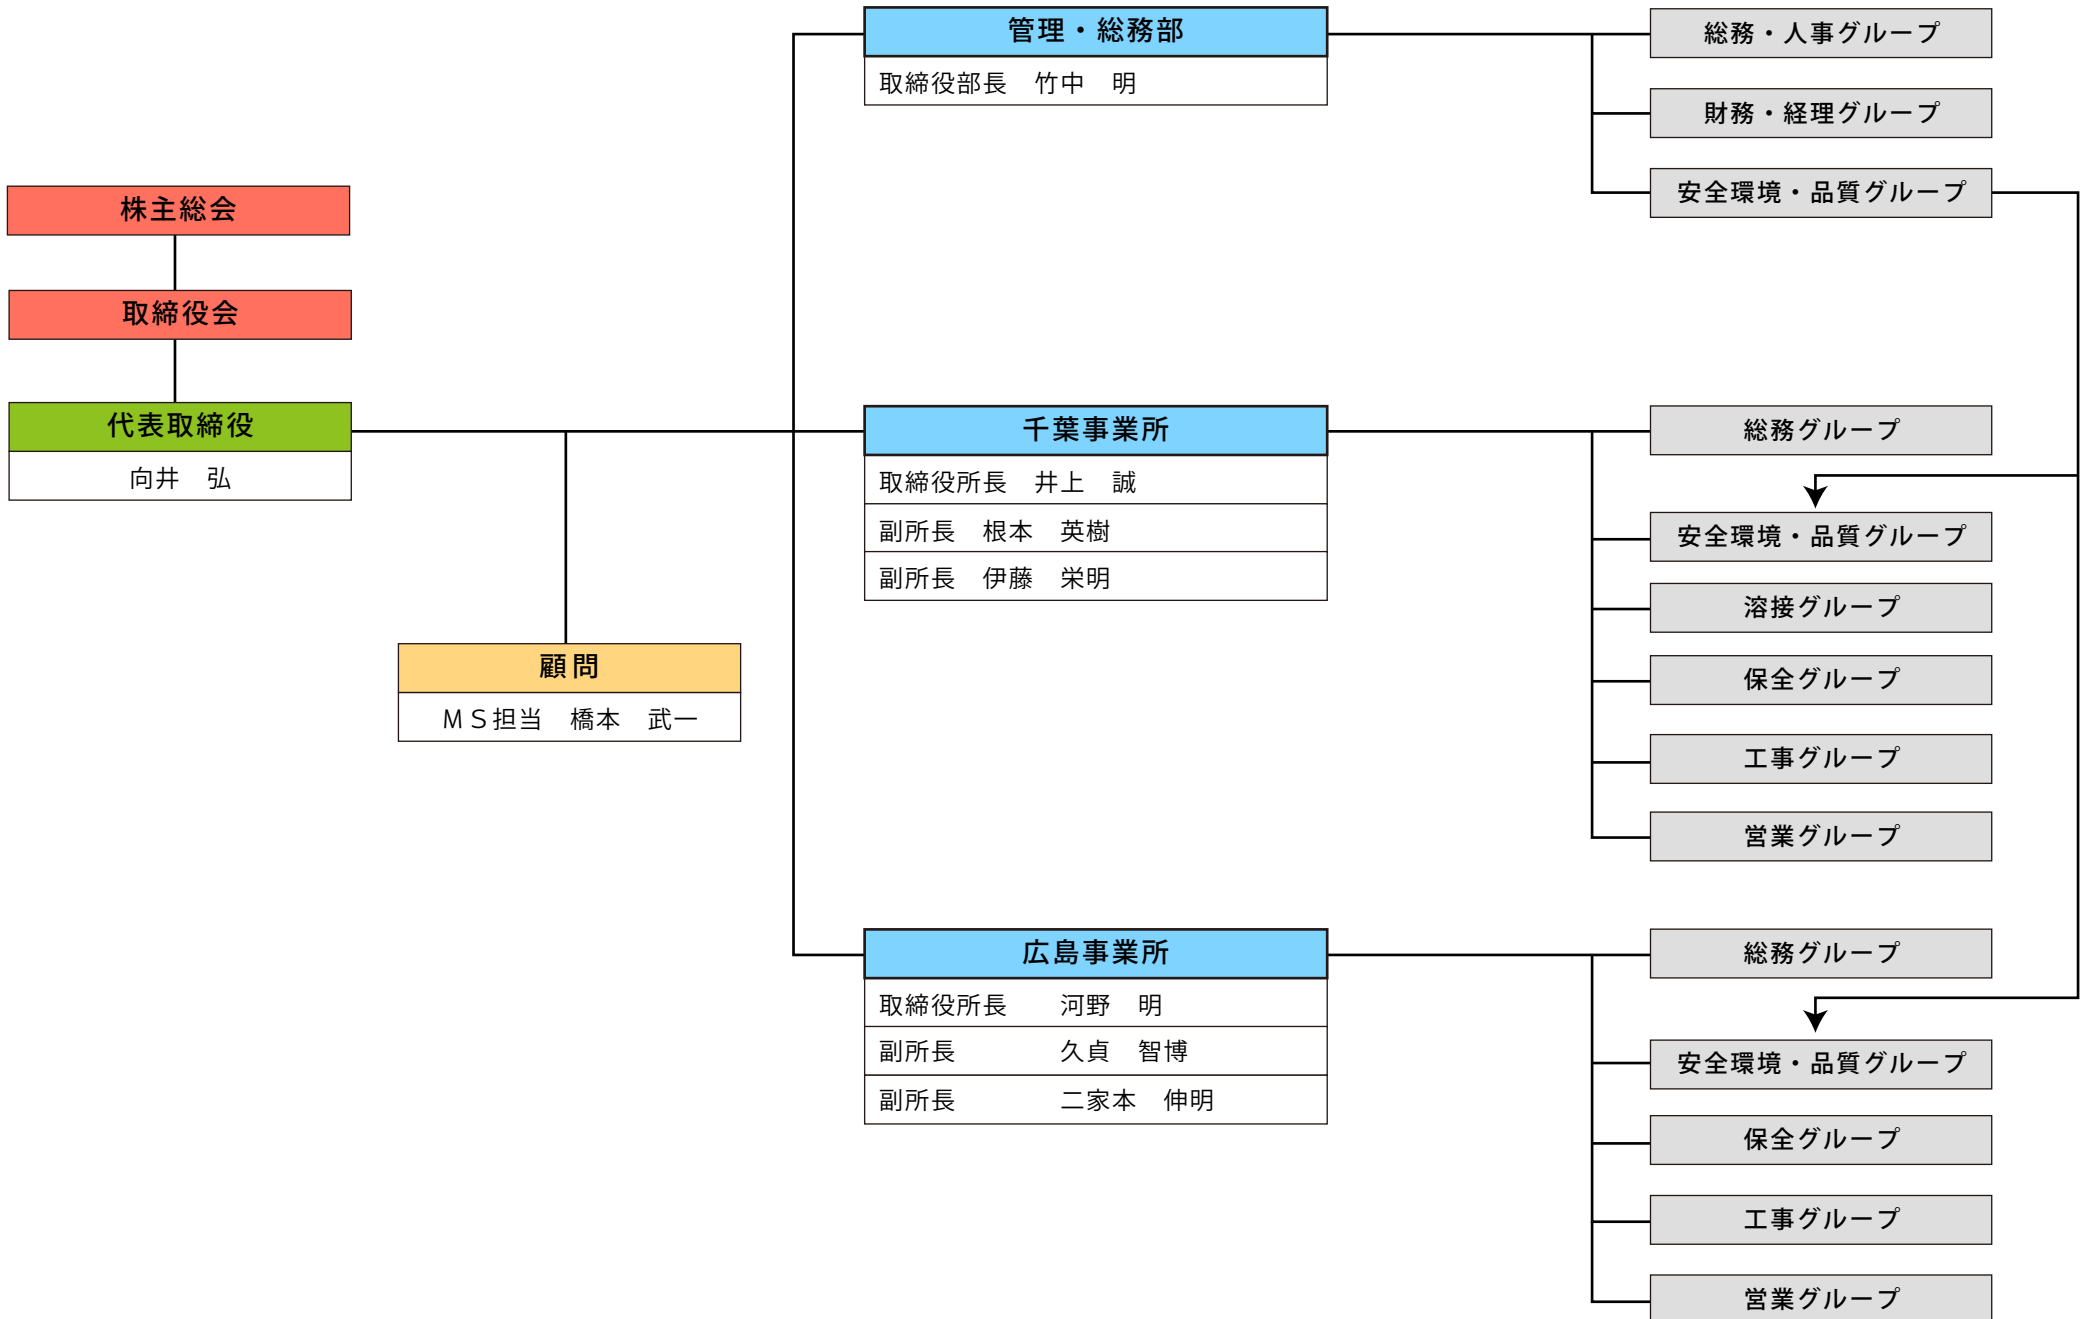 株主総会
取締役会
代表取締役
向井　弘
顧問
ＭＳ担当　橋本　武一
管理・総務部
取締役部長　竹中　明
総務・人事グループ
財務・経理グループ
安全環境・品質グループ
千葉事業所
取締役所長　井上　誠
副所長　根本　英樹
副所長　伊藤　栄明
総務グループ
安全環境・品質グループ
溶接グループ
保全グループ
工事グループ
営業グループ
広島事業所
取締役所長　　河野　明
副所長　　　　久貞　智博
副所長　　　　二家本　伸明
総務グループ
安全環境・品質グループ
保全グループ
工事グループ
営業グループ